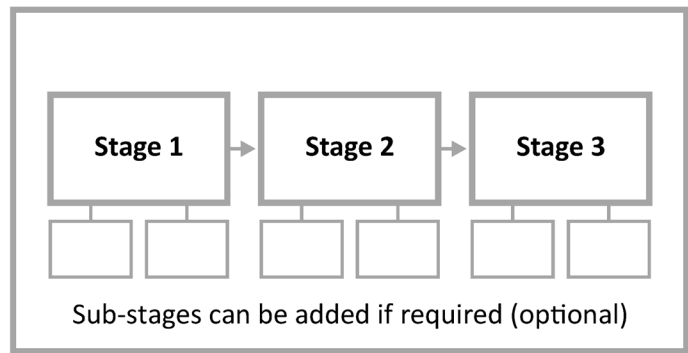 Stage 1
Stage 2
Stage 3
Sub-stages can be added if required (optional)